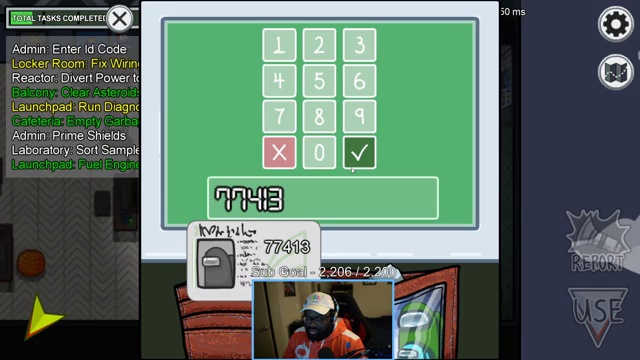 TOTAL TASKS COMPLETED
50 ms
Admin: Enter Id Code
Locker Room: Fix Wirin
Reactor: Divert Power to
Balcony: Clear Asteroids
Launchpad: Run Diagno
Cafeteria: Empty Garba
Admin: Prime Shields
Laboratory: Sort Sample
Launchpad: Fuel Engine
1 2 3
4 5 6
7 8 9
X 0 ✓
77413
77413
Sub Goal - 2,206 / 2,200
REPORT
USE